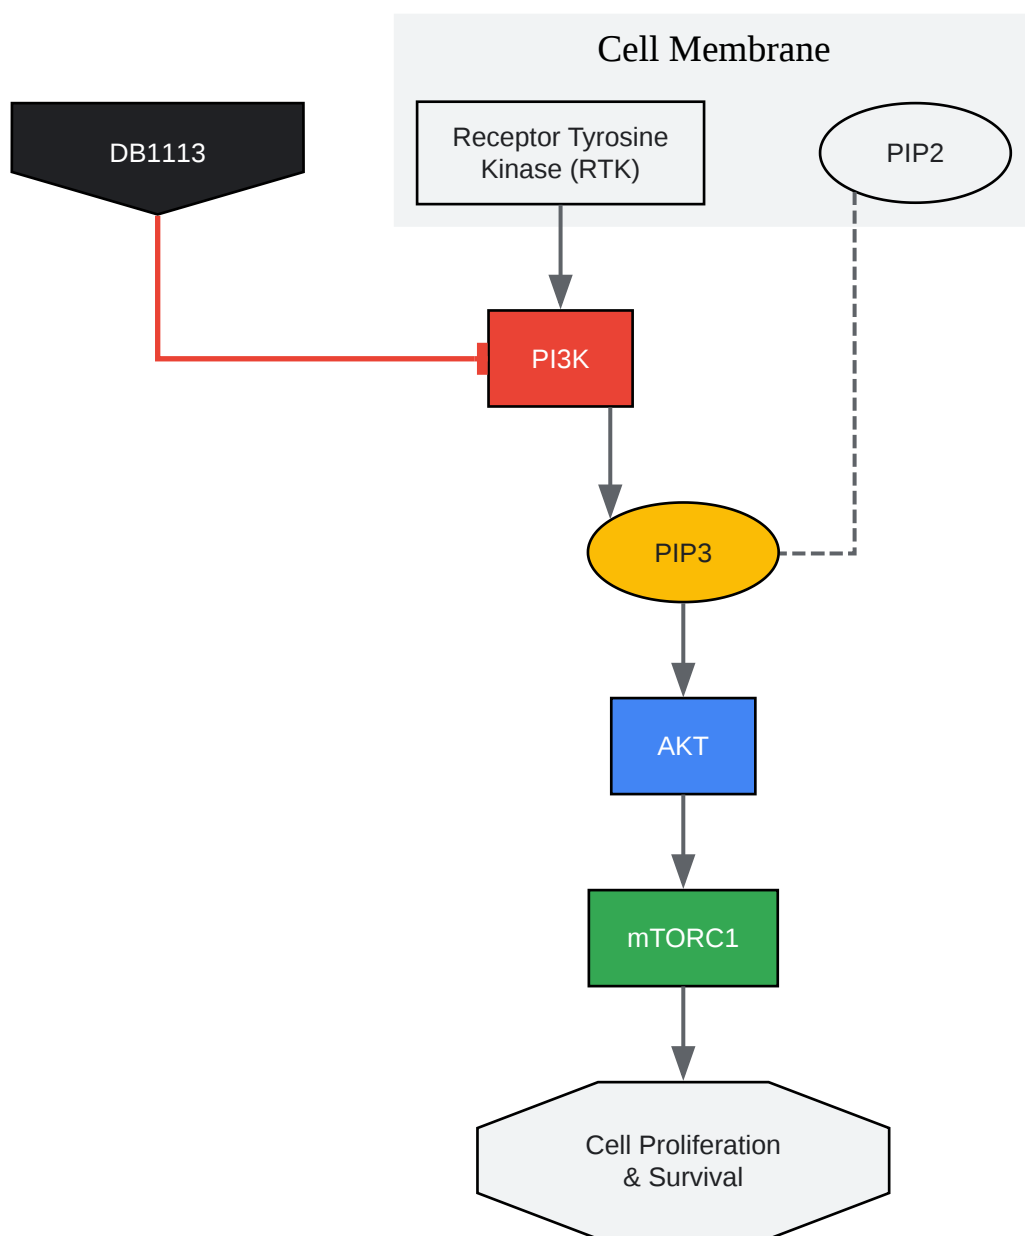 Cell Membrane
DB1113
Receptor Tyrosine
Kinase (RTK)
PIP2
PI3K
PIP3
AKT
mTORC1
Cell Proliferation
& Survival